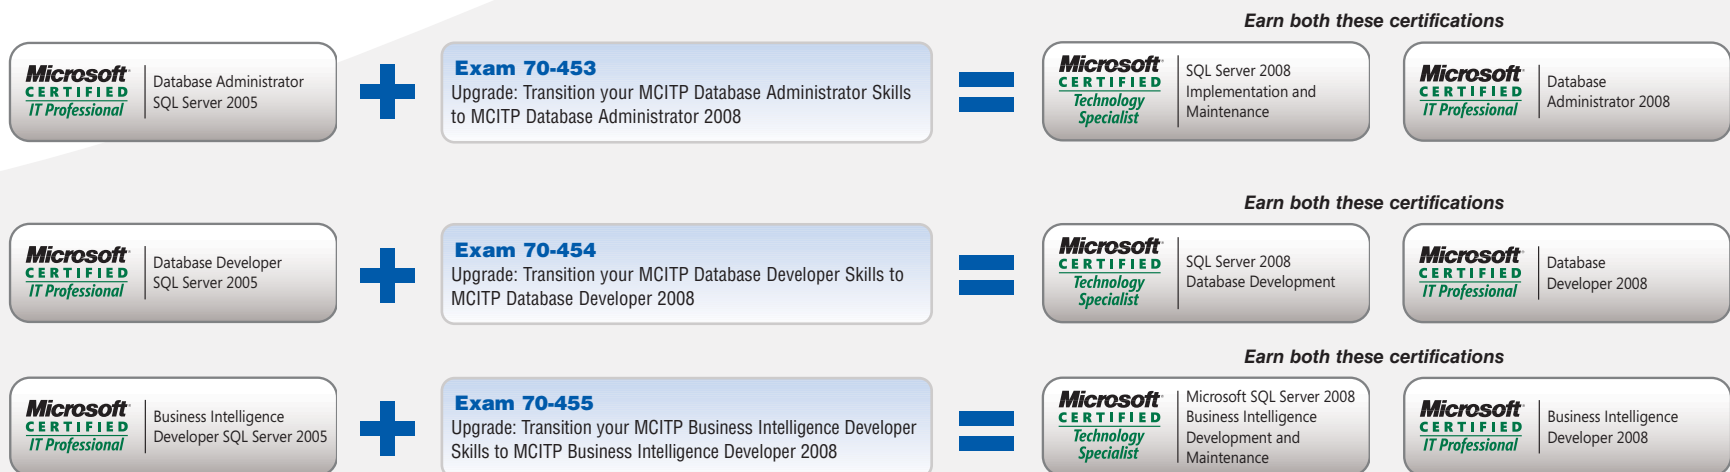 Earn both these certifications
Microsoft
CERTIFIED
IT Professional
Database Administrator
SQL Server 2005
Exam 70-453
Upgrade: Transition your MCITP Database Administrator Skills
to MCITP Database Administrator 2008
Microsoft
CERTIFIED
Technology
Specialist
SQL Server 2008
Implementation and
Maintenance
Microsoft
CERTIFIED
IT Professional
Database
Administrator 2008
Earn both these certifications
Microsoft
CERTIFIED
IT Professional
Database Developer
SQL Server 2005
Exam 70-454
Upgrade: Transition your MCITP Database Developer Skills to
MCITP Database Developer 2008
Microsoft
CERTIFIED
Technology
Specialist
SQL Server 2008
Database Development
Microsoft
CERTIFIED
IT Professional
Database
Developer 2008
Earn both these certifications
Microsoft
CERTIFIED
IT Professional
Business Intelligence
Developer SQL Server 2005
Exam 70-455
Upgrade: Transition your MCITP Business Intelligence Developer
Skills to MCITP Business Intelligence Developer 2008
Microsoft
CERTIFIED
Technology
Specialist
Microsoft SQL Server 2008
Business Intelligence
Development and
Maintenance
Microsoft
CERTIFIED
IT Professional
Business Intelligence
Developer 2008